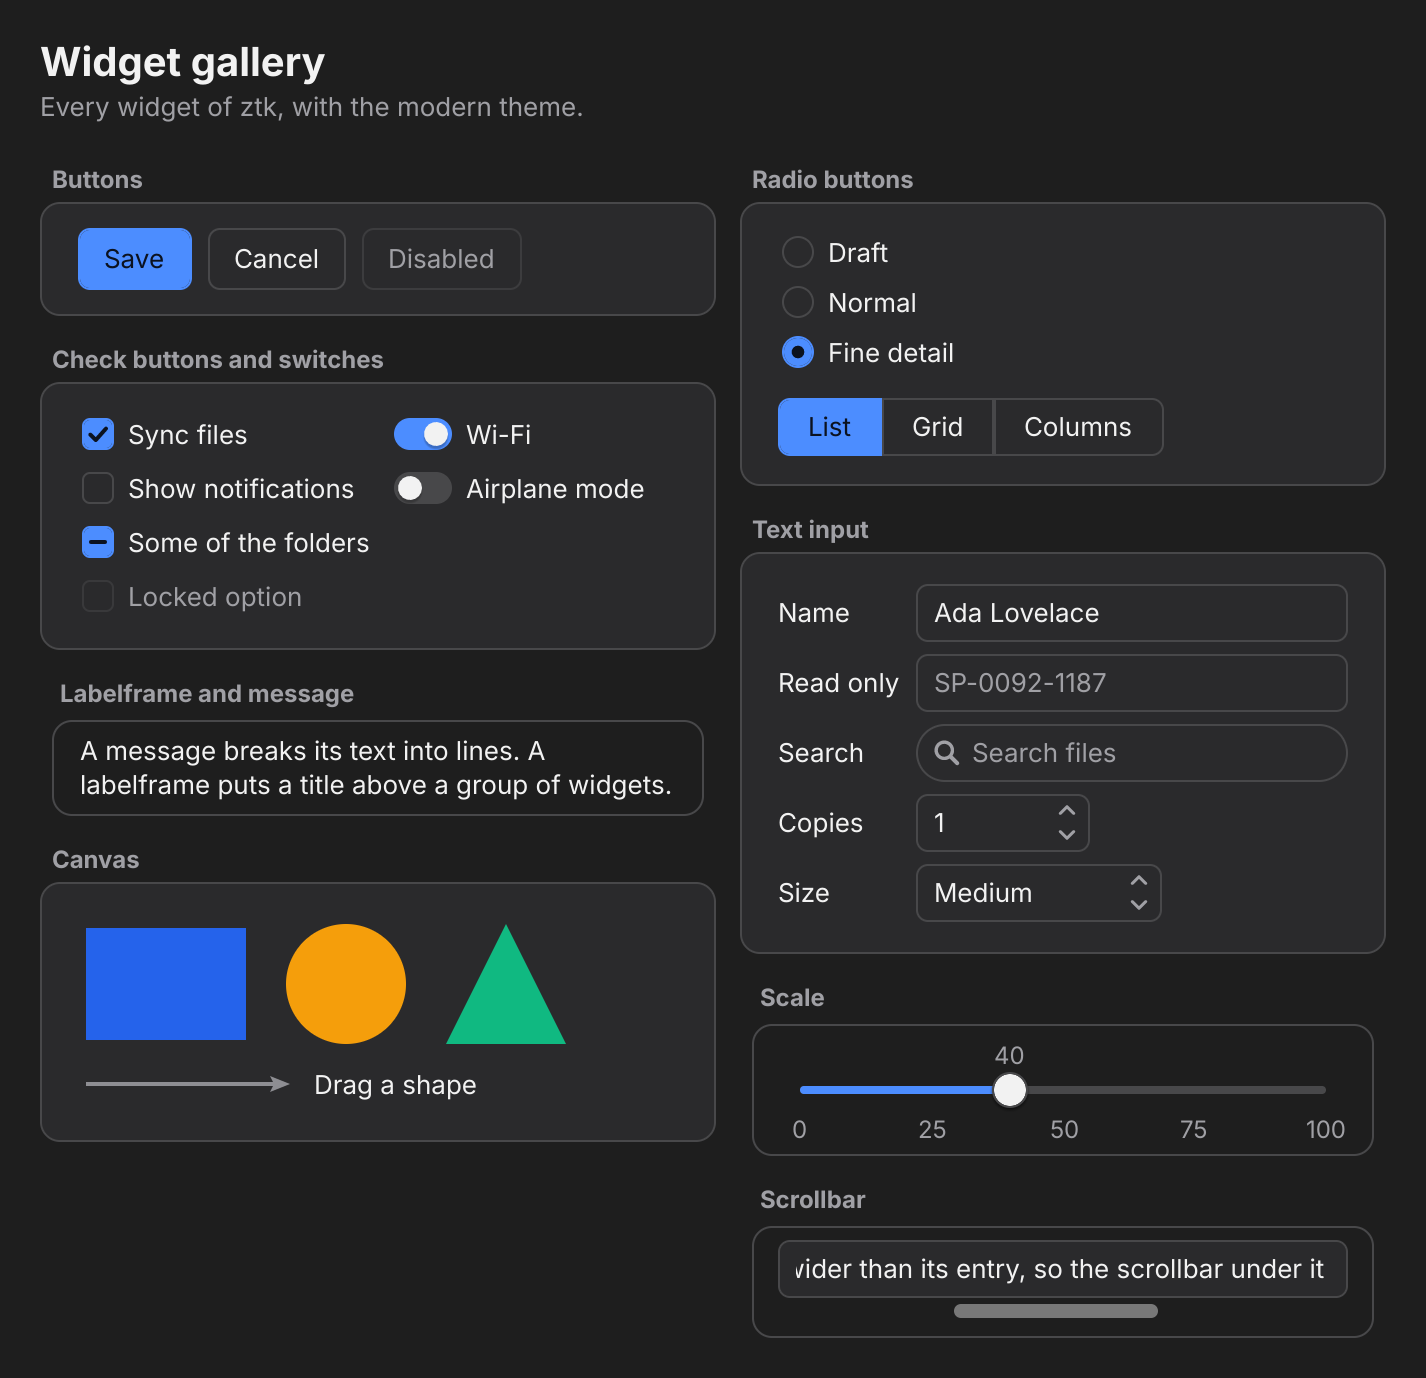 Widget gallery
Every widget of ztk, with the modern theme.
Buttons
Save
Cancel
Disabled
Check buttons and switches
Sync files
Wi-Fi
Show notifications
Airplane mode
Some of the folders
Locked option
Labelframe and message
A message breaks its text into lines. A
labelframe puts a title above a group of widgets.
Canvas
Drag a shape
Radio buttons
Draft
Normal
Fine detail
List
Grid
Columns
Text input
Name
Ada Lovelace
Read only
SP-0092-1187
Search
Search files
Copies
1
Size
Medium
Scale
40
0
25
50
75
100
Scrollbar
wider than its entry, so the scrollbar under it